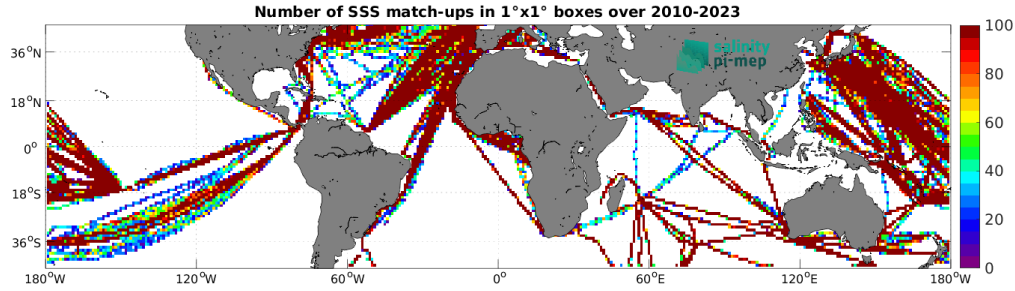 Number of SSS match-ups in 1°x1° boxes over 2010-2023
36°N
18°N
0°
18°S
36°S
180°W
120°W
60°W
0°
60°E
120°E
180°W
salinity
pi-mep
100
80
60
40
20
0